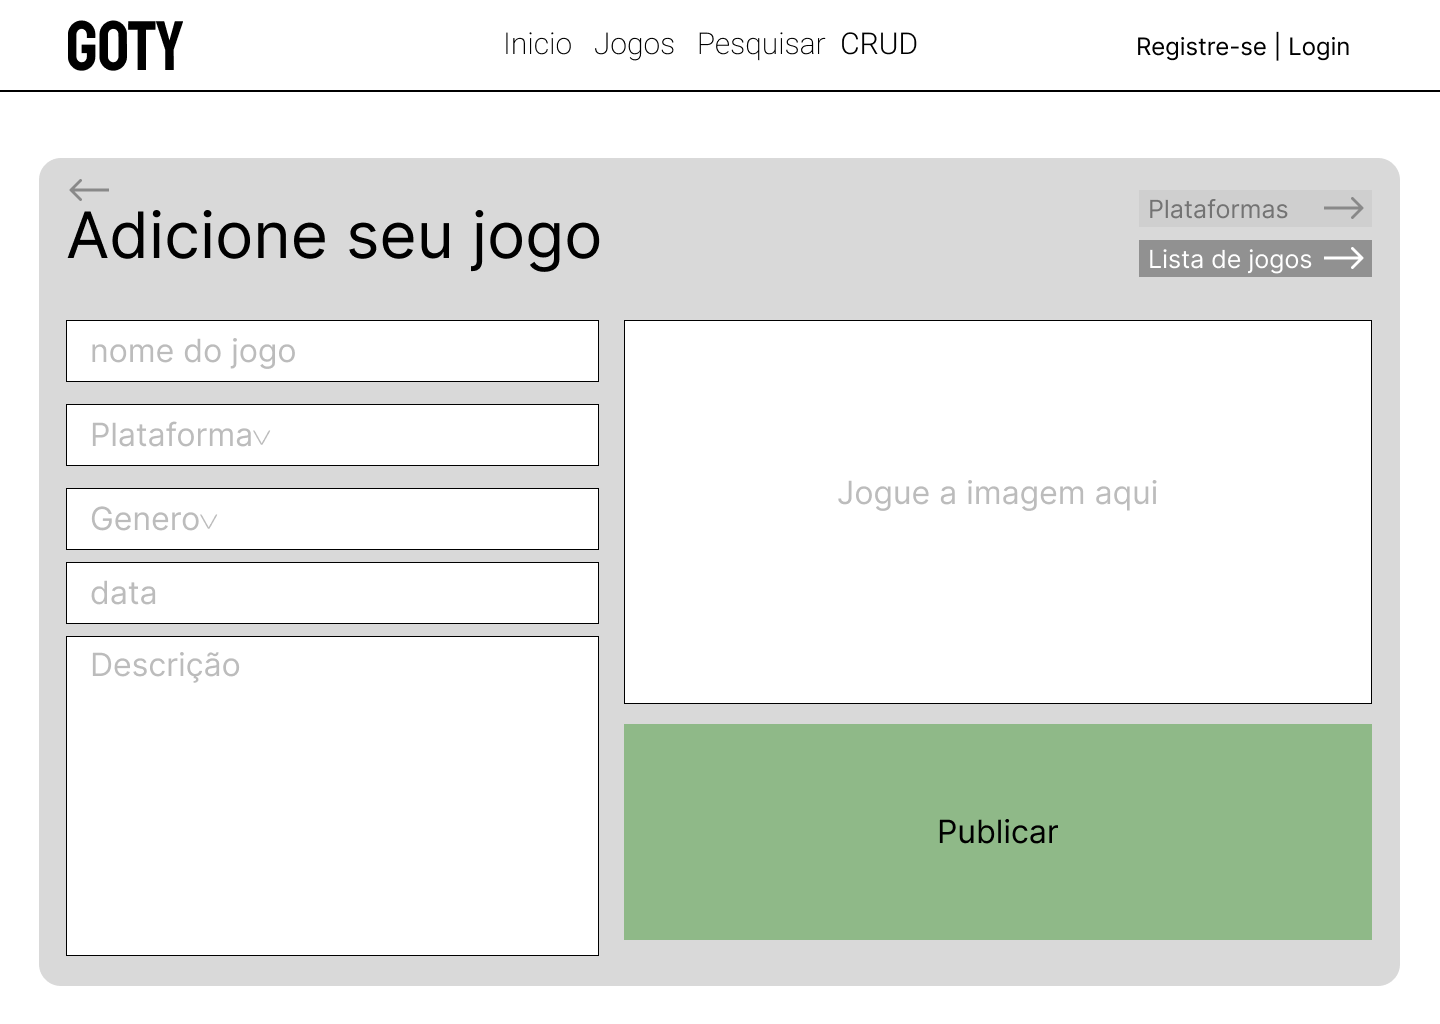 GOTY
Inicio Jogos Pesquisar CRUD
Registre-se | Login
Adicione seu jogo
Plataformas
Lista de jogos
nome do jogo
Plataforma
Genero
data
Descrição
Jogue a imagem aqui
Publicar